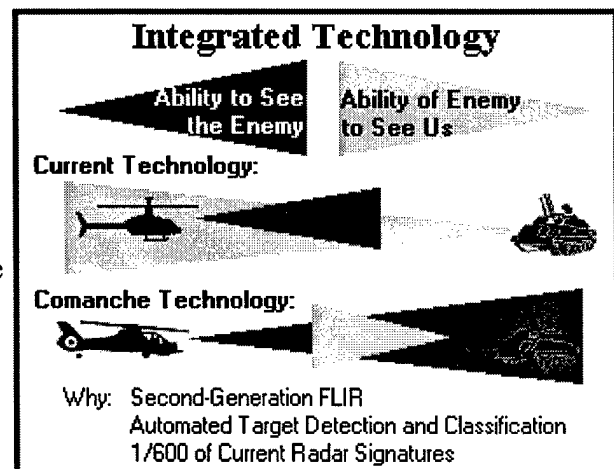 Integrated Technology
Ability to See
the Enemy
Ability of Enemy
to See Us
Current Technology:
Comanche Technology:
Why: Second-Generation FLIR
Automated Target Detection and Classification
1/600 of Current Radar Signatures